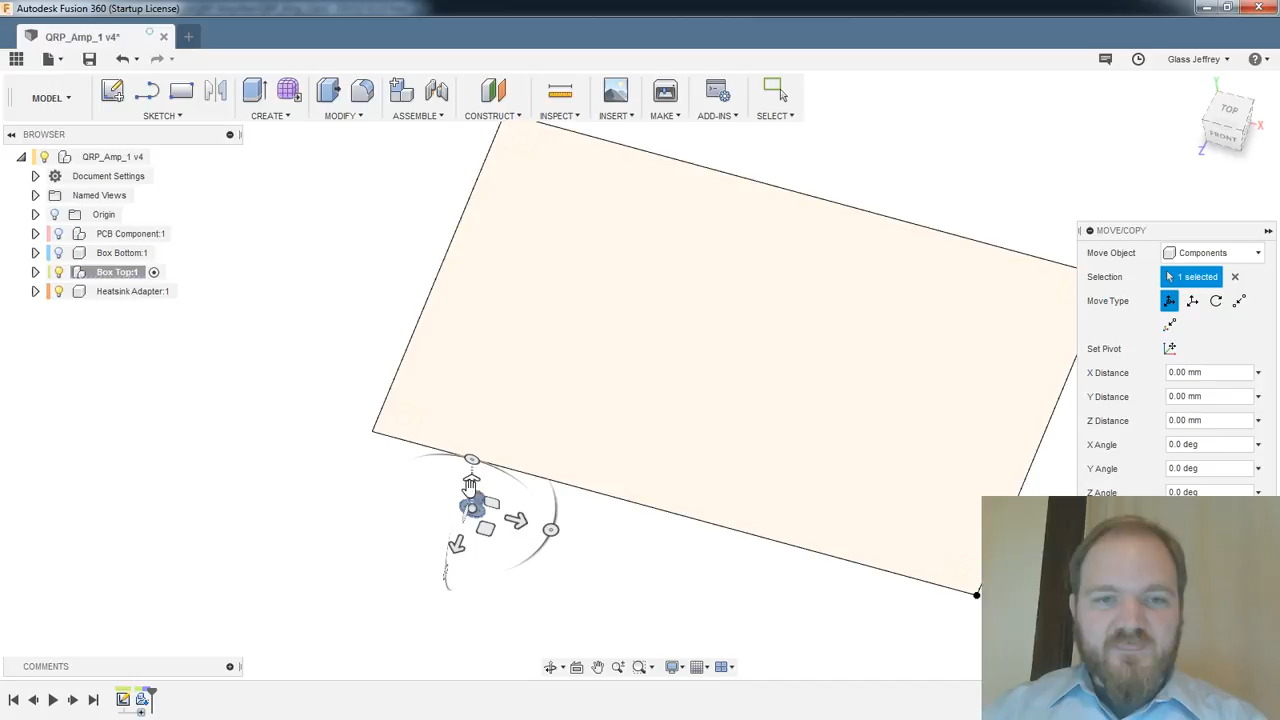 Autodesk Fusion 360 (Startup License)
QRP_Amp_1 v4*
Glass Jeffrey
MODEL
SKETCH
CREATE
MODIFY
ASSEMBLE
CONSTRUCT
INSPECT
INSERT
MAKE
ADD-INS
SELECT
TOP
FRONT
X
Y
Z
BROWSER
QRP_Amp_1 v4
Document Settings
Named Views
Origin
PCB Component:1
Box Bottom:1
Box Top:1
Heatsink Adapter:1
MOVE/COPY
Move Object Components
Selection 1 selected
Move Type
Set Pivot
X Distance 0.00 mm
Y Distance 0.00 mm
Z Distance 0.00 mm
X Angle 0.0 deg
Y Angle 0.0 deg
Z Angle 0.0 deg
COMMENTS